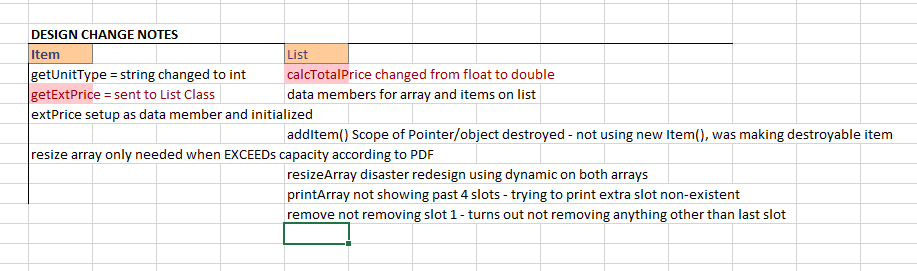 DESIGN CHANGE NOTES
Item List
getUnitType = string changed to int calcTotalPrice changed from float to double
getExtPrice = sent to List Class data members for array and items on list
extPrice setup as data member and initialized
addItem() Scope of Pointer/object destroyed - not using new Item(), was making destroyable item
resize array only needed when EXCEEDs capacity according to PDF
resizeArray disaster redesign using dynamic on both arrays
printArray not showing past 4 slots - trying to print extra slot non-existent
remove not removing slot 1 - turns out not removing anything other than last slot